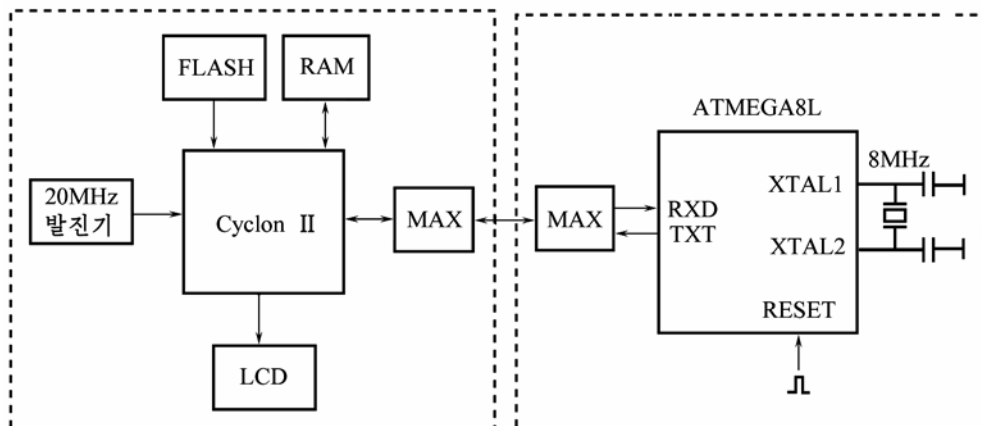 FLASH
RAM
20MHz
발진기
Cyclon II
MAX
LCD
MAX
ATMEGA8L
8MHz
XTAL1
RXD
TXT
XTAL2
RESET